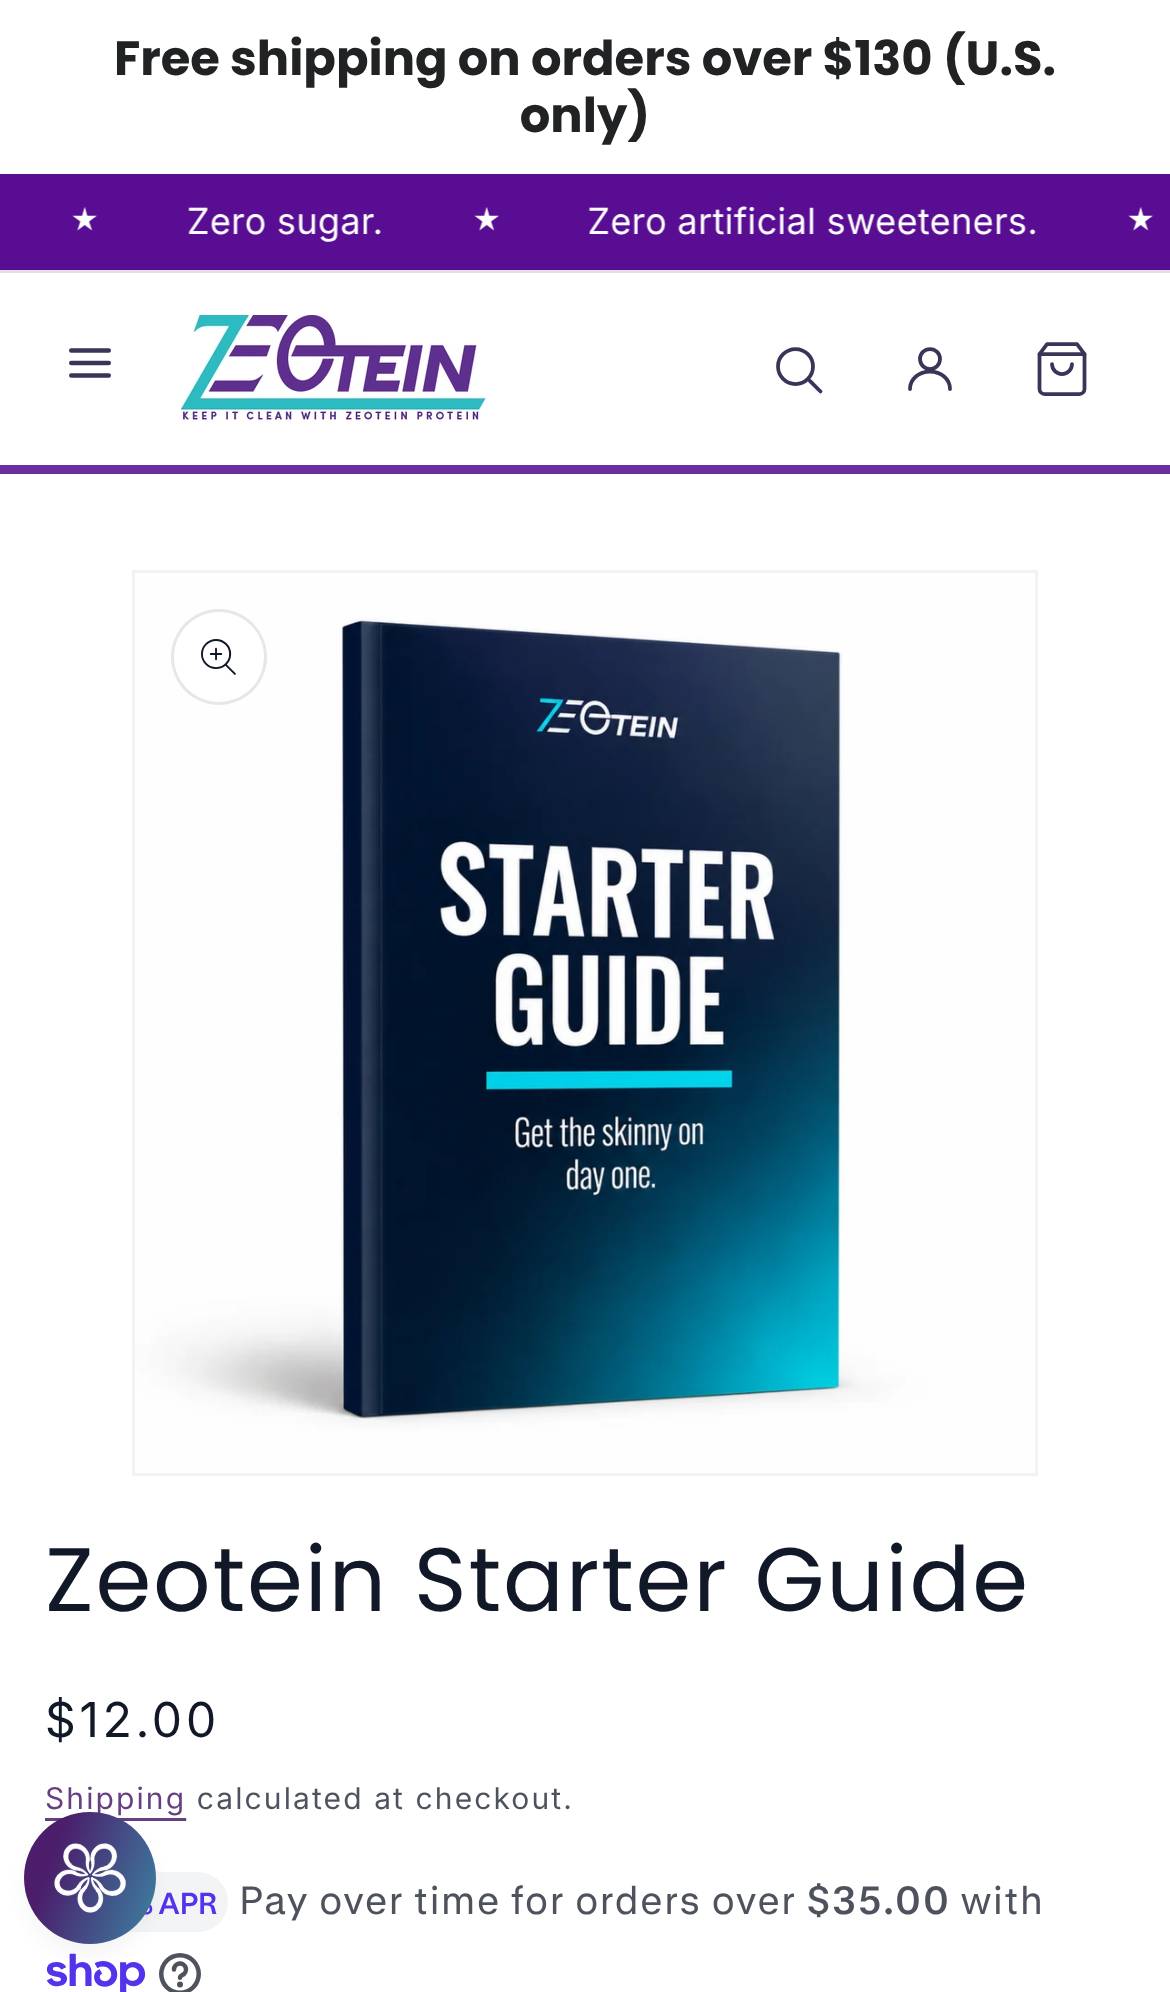 Free shipping on orders over $130 (U.S.
only)
★ Zero sugar. ★ Zero artificial sweeteners. ★
ZEOTEIN
KEEP IT CLEAN WITH ZEOTEIN PROTEIN
ZEOTEIN
STARTER
GUIDE
Get the skinny on
day one.
Zeotein Starter Guide
$12.00
Shipping calculated at checkout.
APR Pay over time for orders over $35.00 with
shop